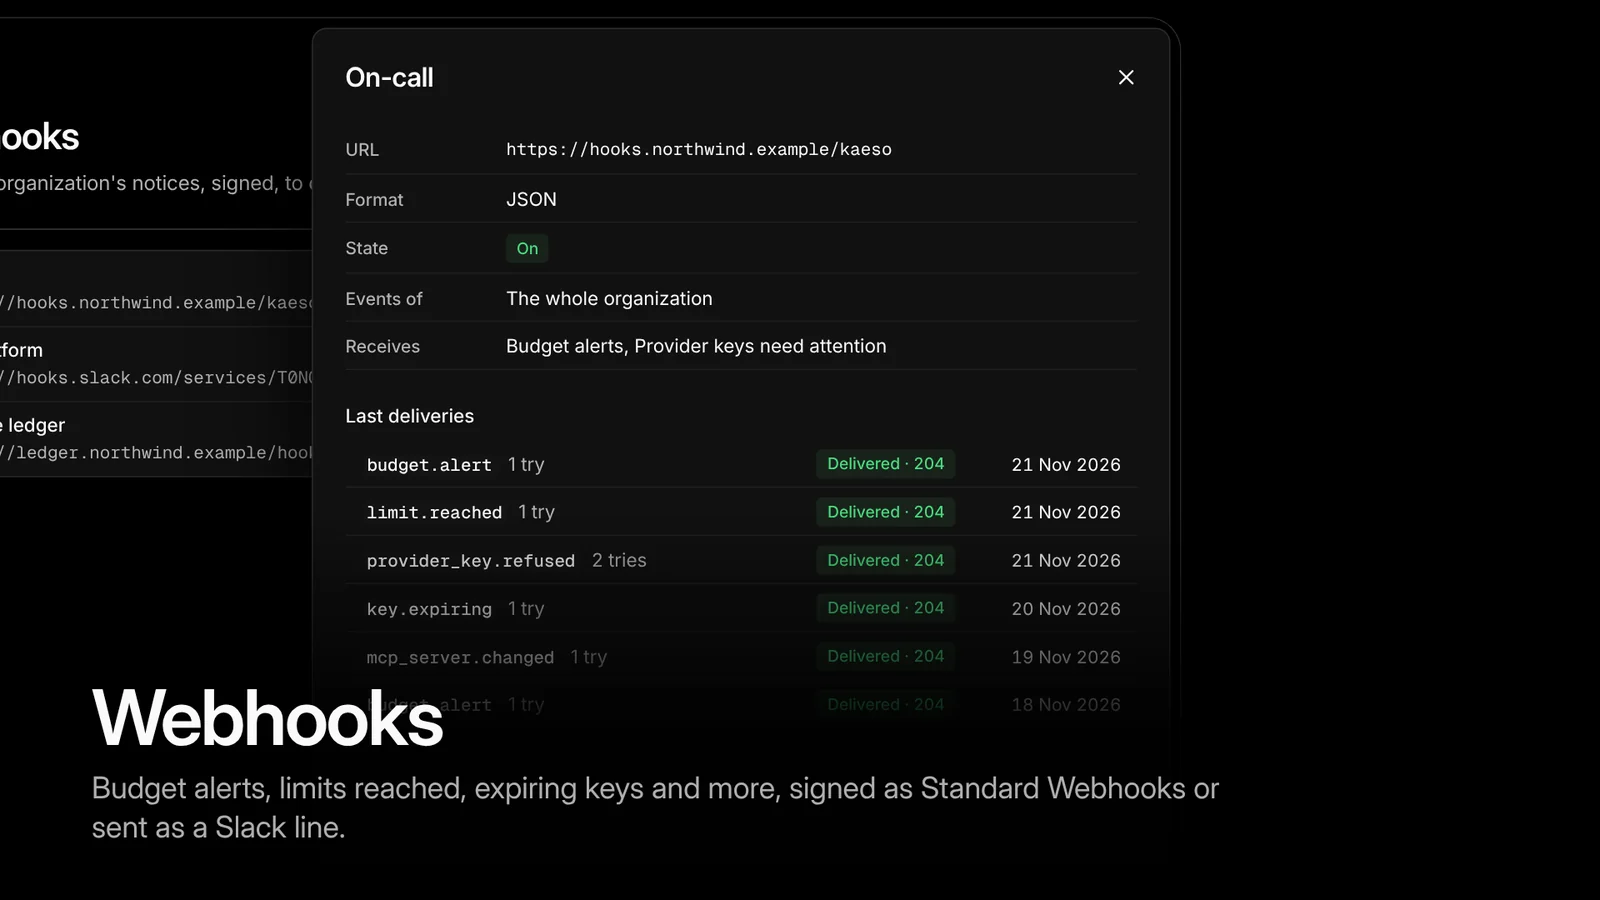 On-call
ooks
organization's notices, signed, to
URL https://hooks.northwind.example/kaeso
Format JSON
State On
Events of The whole organization
Receives Budget alerts, Provider keys need attention
//hooks.northwind.example/kaeso
tform
//hooks.slack.com/services/T0N
e ledger
//ledger.northwind.example/hool
Last deliveries
budget.alert 1 try Delivered · 204 21 Nov 2026
limit.reached 1 try Delivered · 204 21 Nov 2026
provider_key.refused 2 tries Delivered · 204 21 Nov 2026
key.expiring 1 try Delivered · 204 20 Nov 2026
mcp_server.changed 1 try Delivered · 204 19 Nov 2026
budget.alert 1 try Delivered · 204 18 Nov 2026
Webhooks
Budget alerts, limits reached, expiring keys and more, signed as Standard Webhooks or
sent as a Slack line.